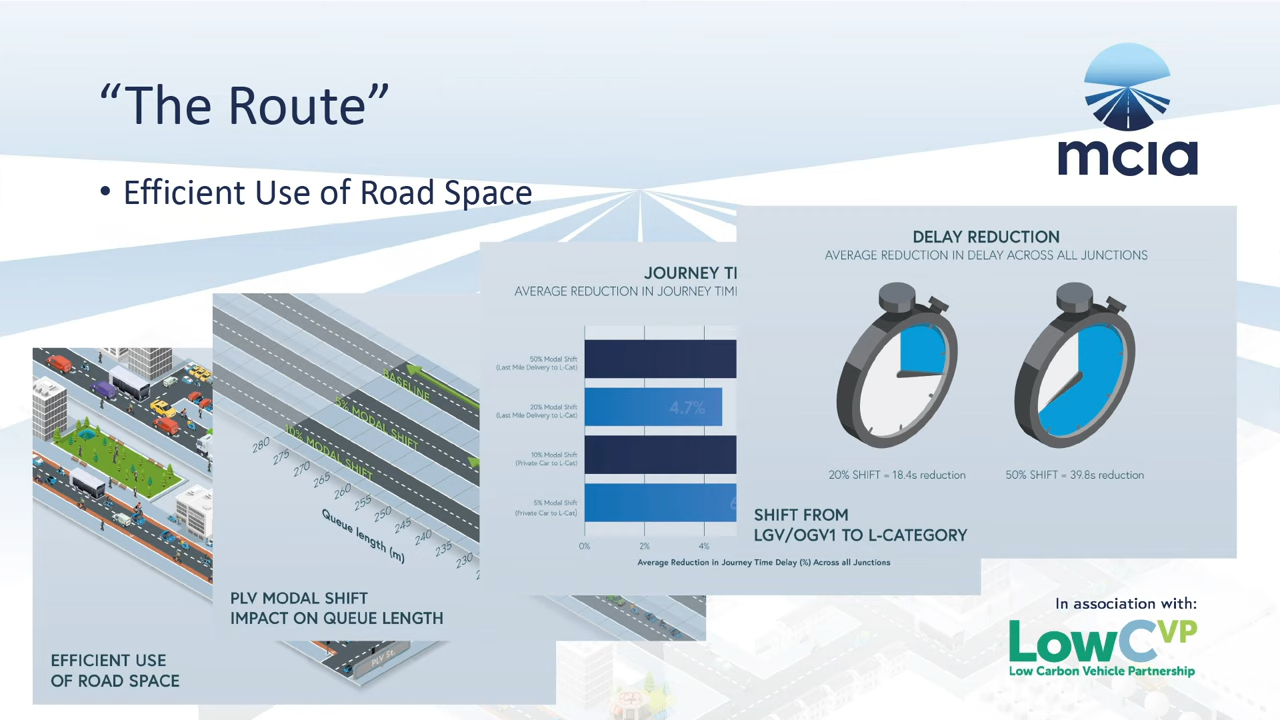 “The Route”
mcia
• Efficient Use of Road Space
DELAY REDUCTION
AVERAGE REDUCTION IN DELAY ACROSS ALL JUNCTIONS
20% SHIFT = 18.4s reduction
50% SHIFT = 39.8s reduction
SHIFT FROM
LGV/OGV1 TO L-CATEGORY
JOURNEY
AVERAGE REDUCTION IN JOURNEY
50% Modal Shift
(Last Mile Delivery to L-Cat)
20% Modal Shift
(Last Mile Delivery to L-Cat)
4.7%
10% Modal Shift
(Private Car to L-Cat)
5% Modal Shift
(Private Car to L-Cat)
0%
2%
4%
Average Reduction in Journey Time Delay (%) Across all Junctions
BASELINE
5% MODAL SHIFT
10% MODAL SHIFT
280
275
270
265
260
255
250
245
240
235
230
Queue length (m)
PLV MODAL SHIFT
IMPACT ON QUEUE LENGTH
PLV St.
EFFICIENT USE
OF ROAD SPACE
In association with:
LowCVP
Low Carbon Vehicle Partnership